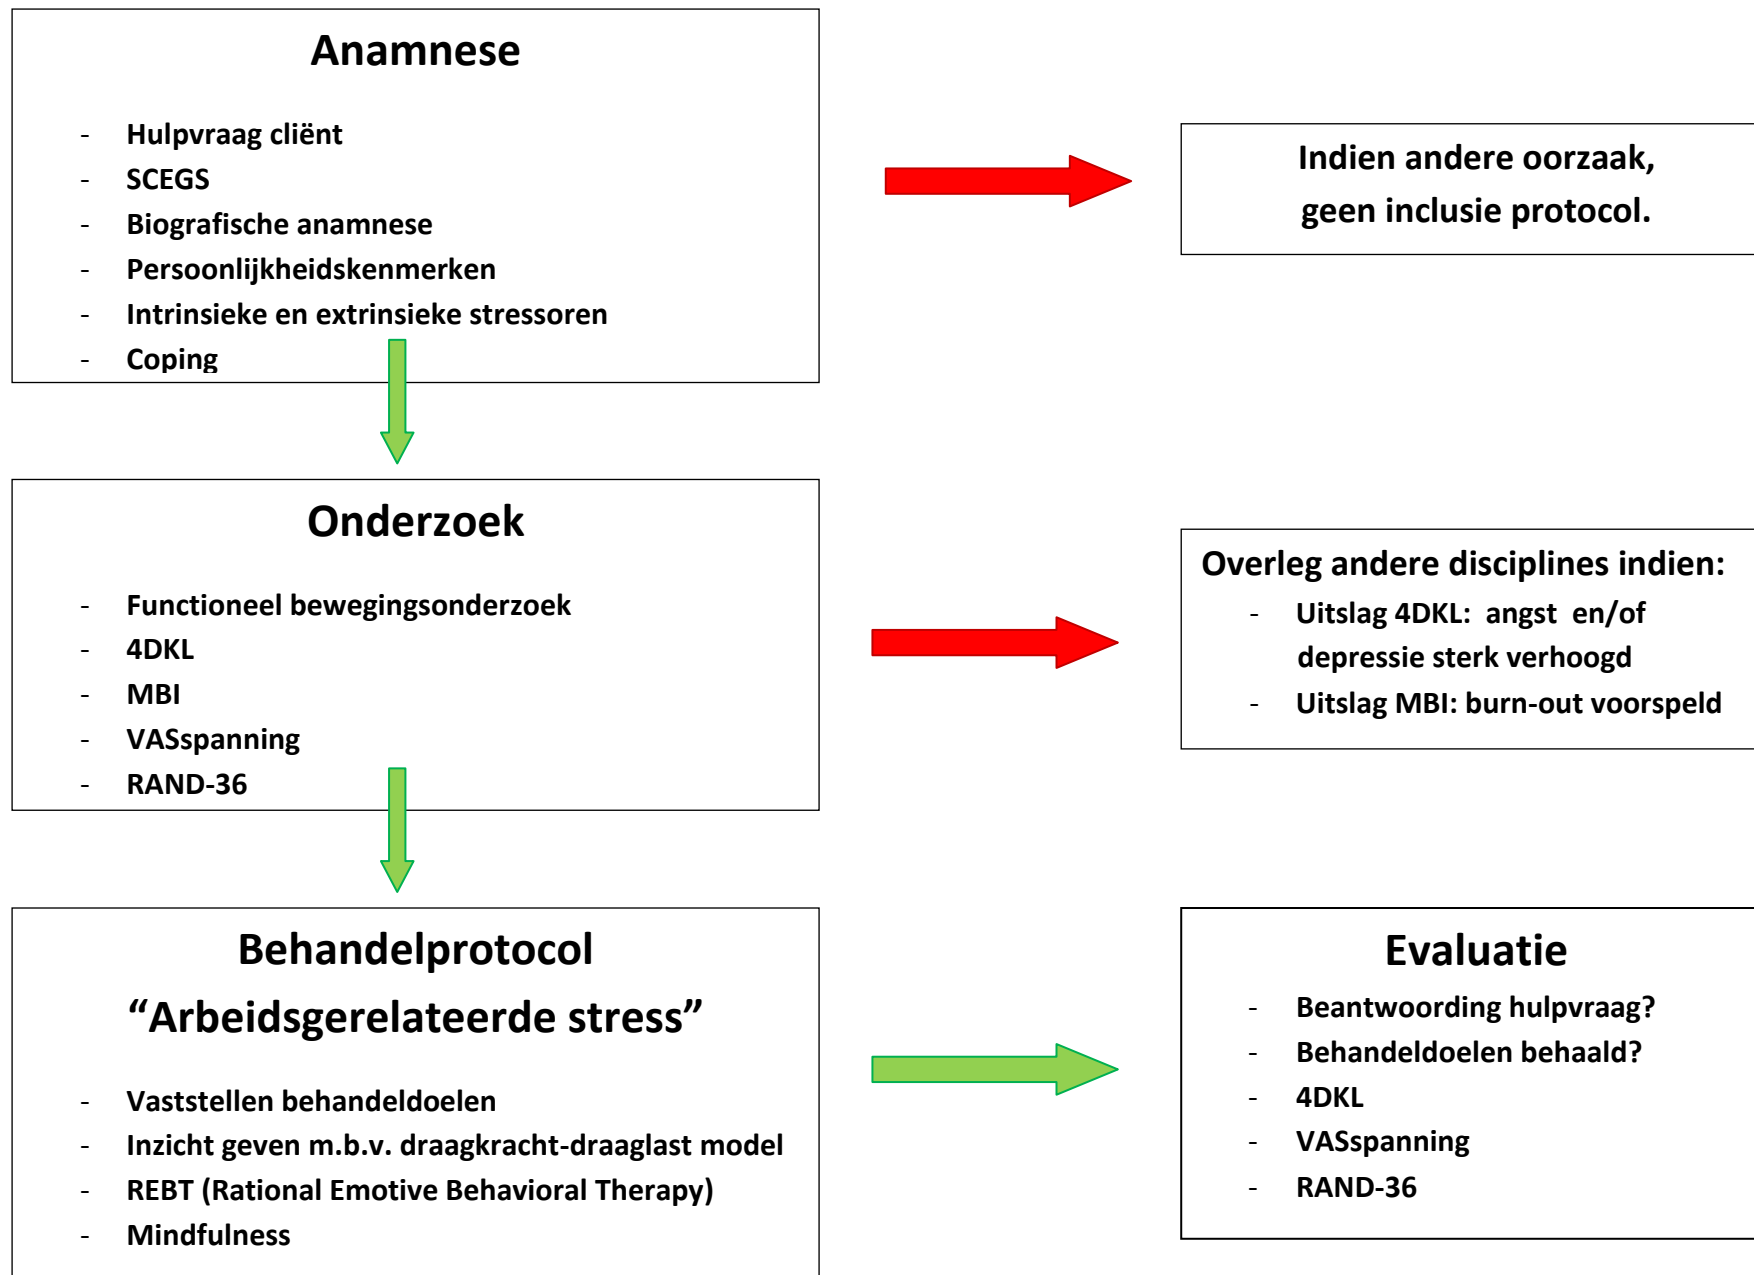 Anamnese
- Hulpvraag cliënt
- SCEGS
- Biografische anamnese
- Persoonlijkheidskenmerken
- Intrinsieke en extrinsieke stressoren
- Coping
Indien andere oorzaak,
geen inclusie protocol.
Onderzoek
- Functioneel bewegingsonderzoek
- 4DKL
- MBI
- VASspanning
- RAND-36
Overleg andere disciplines indien:
- Uitslag 4DKL: angst en/of
depressie sterk verhoogd
- Uitslag MBI: burn-out voorspeld
Behandelprotocol
“Arbeidsgerelateerde stress”
- Vaststellen behandeldoelen
- Inzicht geven m.b.v. draagkracht-draaglast model
- REBT (Rational Emotive Behavioral Therapy)
- Mindfulness
Evaluatie
- Beantwoording hulpvraag?
- Behandeldoelen behaald?
- 4DKL
- VASspanning
- RAND-36